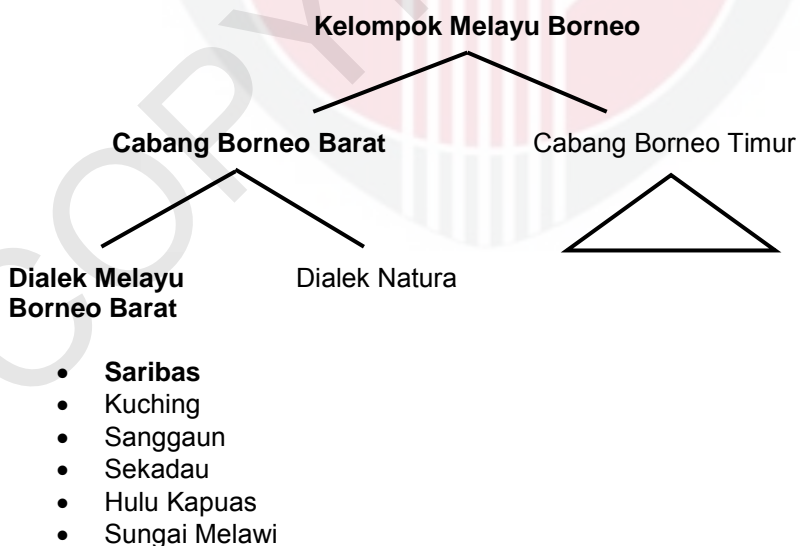 Kelompok Melayu Borneo
Cabang Borneo Barat Cabang Borneo Timur
Dialek Melayu Dialek Natura
Borneo Barat
• Saribas
• Kuching
• Sanggaun
• Sekadau
• Hulu Kapuas
• Sungai Melawi